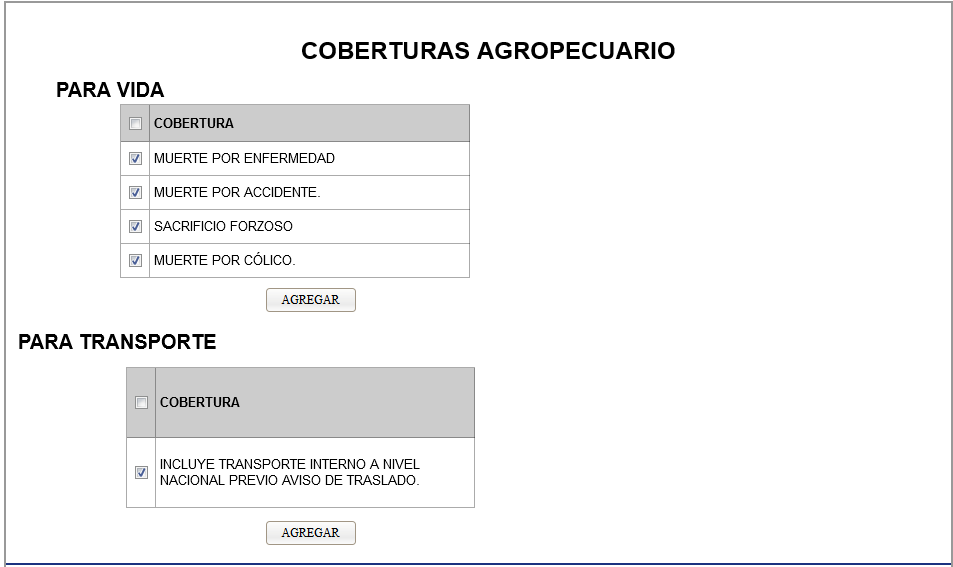 COBERTURAS AGROPECUARIO
PARA VIDA
COBERTURA
MUERTE POR ENFERMEDAD
MUERTE POR ACCIDENTE.
SACRIFICIO FORZOSO
MUERTE POR CÓLICO.
AGREGAR
PARA TRANSPORTE
COBERTURA
INCLUYE TRANSPORTE INTERNO A NIVEL
NACIONAL PREVIO AVISO DE TRASLADO.
AGREGAR